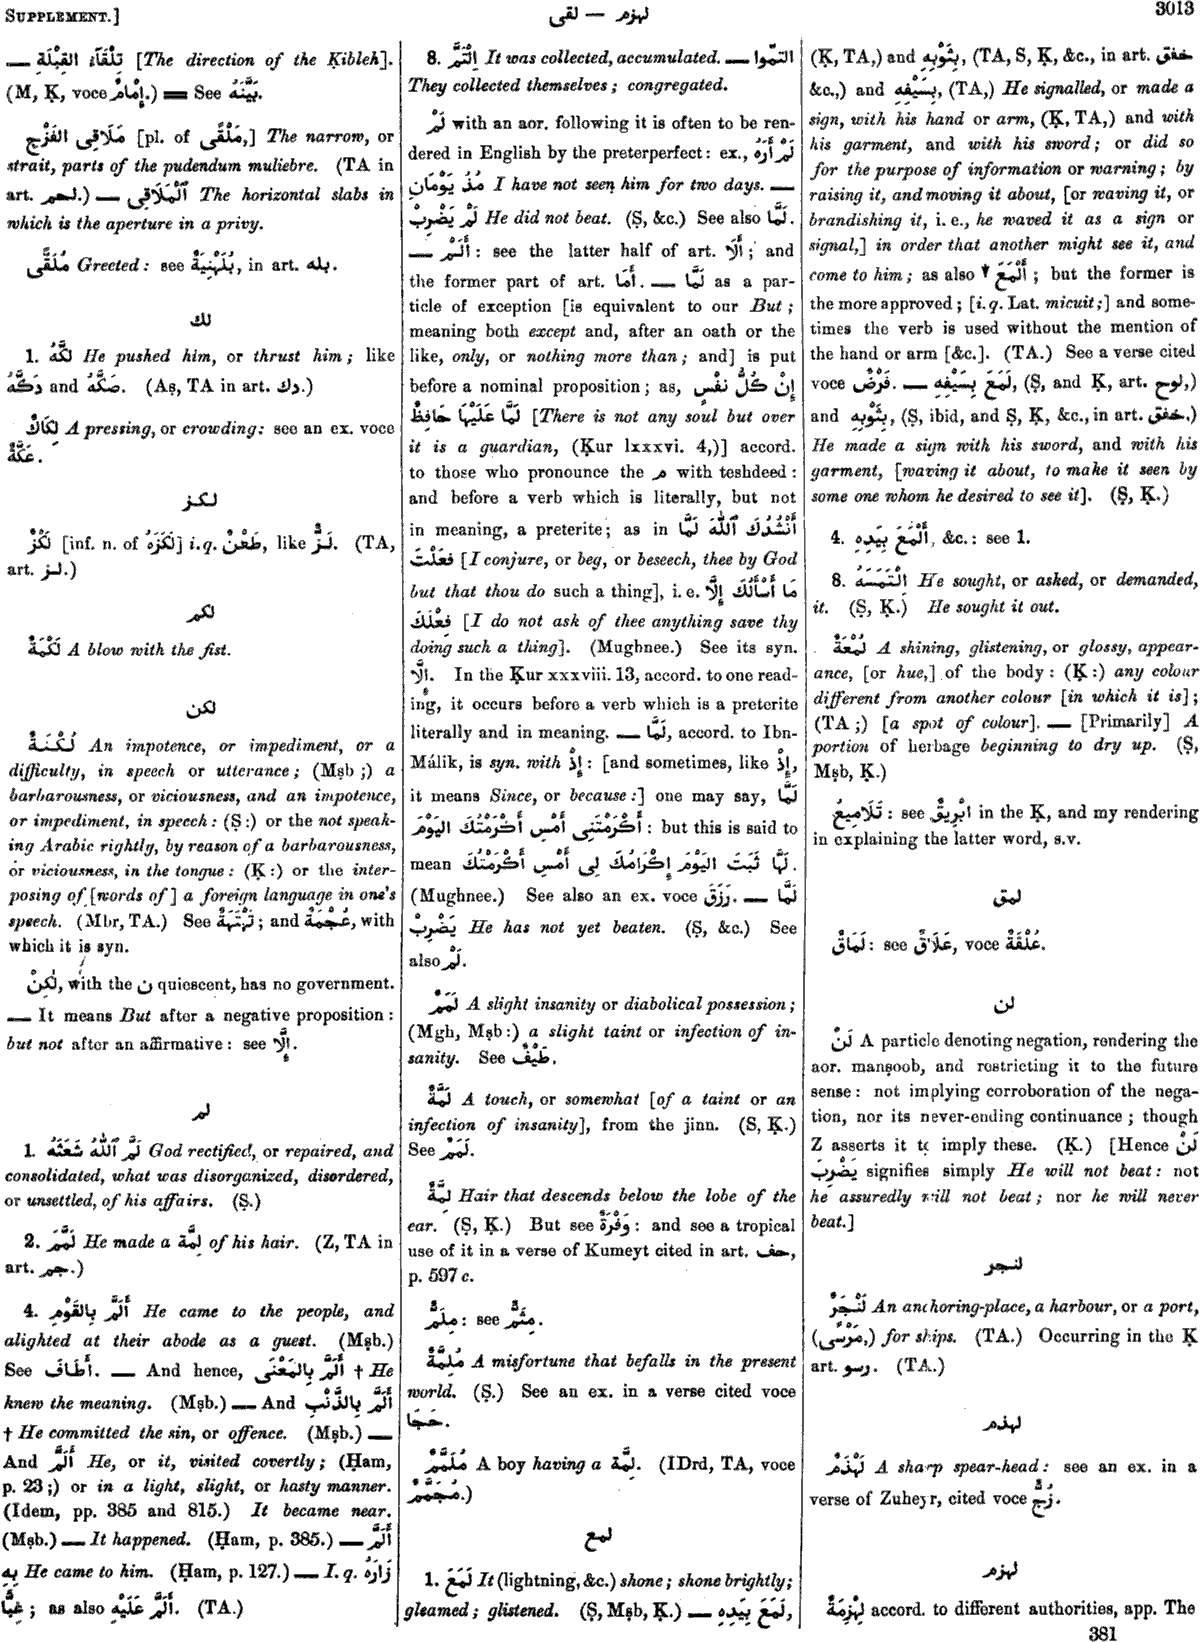 SUPPLEMENT.]
لهزم — لقى
3013
— تِلْقَآءَ القِبْلَةِ [The direction of the Ḳibleh].
(M, Ḳ, voce إِمَامٌ.) == See بَيَّنَهُ.
مَلَاقِى الفَرْجِ [pl. of مَلْقًى,] The narrow, or
strait, parts of the pudendum muliebre. (TA in
art. لحم.) — ٱلْمَلَاقِى The horizontal slabs in
which is the aperture in a privy.
مُلَقًّى Greeted: see بُلَهْنِيَةٌ, in art. بله.
لك
1. لَكَّهُ He pushed him, or thrust him; like
صَكَّهُ and دَكَّهُ. (Aṣ, TA in art. دك.)
لِكَاكٌ A pressing, or crowding: see an ex. voce
عَكَّةٌ.
لكز
لَكْزٌ [inf. n. of لَكَزَهُ] i. q. طَعْنٌ, like لَزٌّ. (TA,
art. لز.)
لكم
لَكْمَةٌ A blow with the fist.
لكن
لُكْنَةٌ An impotence, or impediment, or a
difficulty, in speech or utterance; (Mṣb;) a
barbarousness, or viciousness, and an impotence,
or impediment, in speech: (Ṣ:) or the not speak-
ing Arabic rightly, by reason of a barbarousness,
or viciousness, in the tongue: (Ḳ:) or the inter-
posing of [words of] a foreign language in one's
speech. (Mbr, TA.) See ; and عُجْمَةٌ, with
which it is syn.
لٰكِنْ, with the ن quiescent, has no government.
— It means But after a negative proposition:
but not after an affirmative: see إِلَّا.
لم
1. لَمَّ ٱللّٰهُ شَعَثَهُ God rectified, or repaired, and
consolidated, what was disorganized, disordered,
or unsettled, of his affairs. (Ṣ.)
2. لَمَّمَ He made a لِمَّة of his hair. (Z, TA in
art. جم.)
4. أَلَمَّ بِالقَوْمِ He came to the people, and
alighted at their abode as a guest. (Mṣb.)
See أَطَافَ. — And hence, أَلَمَّ بِالمَعْنَى † He
knew the meaning. (Mṣb.) — And أَلَمَّ بِالذَّنْبِ
† He committed the sin, or offence. (Mṣb.) —
And أَلَمَّ He, or it, visited covertly; (Ḥam,
p. 23;) or in a light, slight, or hasty manner.
(Idem, pp. 385 and 815.) It became near.
(Mṣb.) — It happened. (Ḥam, p. 385.) — أَلَمَّ
بِهِ He came to him. (Ḥam, p. 127.) — I. q. زَارَهُ
غِبًّا; as also أَلَمَّ عَلَيْهِ. (TA.)
8. اِلْتَمَّ It was collected, accumulated. — التمّوا
They collected themselves; congregated.
لَمْ with an aor. following it is often to be ren-
dered in English by the preterperfect: ex., لَمْ أَرَهُ
مُذْ يَوْمَانِ I have not seen him for two days. —
لَمْ يَضْرِبْ He did not beat. (Ṣ, &c.) See also لَمَّا.
— أَلَمْ: see the latter half of art. أَلَا; and
the former part of art. أَمَا. — لَمَّا as a par-
ticle of exception [is equivalent to our But;
meaning both except and, after an oath or the
like, only, or nothing more than; and] is put
before a nominal proposition; as, إِنْ كُلُّ نَفْسٍ
لَمَّا عَلَيْهَا حَافِظٌ [There is not any soul but over
it is a guardian, (Ḳur lxxxvi. 4,)] accord.
to those who pronounce the م with teshdeed:
and before a verb which is literally, but not
in meaning, a preterite; as in أَنْشُدُكَ ٱللّٰهَ لَمَّا
فَعَلْتَ [I conjure, or beg, or beseech, thee by God
but that thou do such a thing], i. e. مَا أَسْأَلُكَ إِلَّا
فِعْلَكَ [I do not ask of thee anything save thy
doing such a thing]. (Mughnee.) See its syn.
إِلَّا. In the Ḳur xxxviii. 13, accord. to one read-
ing, it occurs before a verb which is a preterite
literally and in meaning. — لَمَّا, accord. to Ibn-
Málik, is syn. with إِذْ: [and sometimes, like إِذْ,
it means Since, or because:] one may say, لَمَّا
أَكْرَمْتَنِى أَمْسِ أَكْرَمْتُكَ اليَوْمَ: but this is said to
mean لَمَّا ثَبَتَ اليَوْمَ إِكْرَامُكَ لِى أَمْسِ أَكْرَمْتُكَ.
(Mughnee.) See also an ex. voce رَزَقَ. — لَمَّا
يَضْرِبْ He has not yet beaten. (Ṣ, &c.) See
also لَمْ.
لَمَمٌ A slight insanity or diabolical possession;
(Mgh, Mṣb:) a slight taint or infection of in-
sanity. See طَيْفٌ.
لَمَّةٌ A touch, or somewhat [of a taint or an
infection of insanity], from the jinn. (Ṣ, Ḳ.)
See لَمَمٌ.
لِمَّةٌ Hair that descends below the lobe of the
ear. (Ṣ, Ḳ.) But see وَفْرَةٌ: and see a tropical
use of it in a verse of Kumeyt cited in art. حف,
p. 597 c.
مِلَمٌّ: see مِثَمٌّ.
مُلِمَّةٌ A misfortune that befalls in the present
world. (Ṣ.) See an ex. in a verse cited voce
حَجَا.
مُلَمَّمٌ A boy having a لِمَّة. (IDrd, TA, voce
مُجَمَّمٌ.)
لمع
1. لَمَعَ It (lightning, &c.) shone; shone brightly;
gleamed; glistened. (Ṣ, Mṣb, Ḳ.) — لَمَعَ بِيَدِهِ,
(Ḳ, TA,) and بِثَوْبِهِ, (TA, Ṣ, Ḳ, &c., in art. خفق
&c.,) and بِسَيْفِهِ, (TA,) He signalled, or made a
sign, with his hand or arm, (Ḳ, TA,) and with
his garment, and with his sword; or did so
for the purpose of information or warning; by
raising it, and moving it about, [or waving it, or
brandishing it, i. e., he waved it as a sign or
signal,] in order that another might see it, and
come to him; as also ▼ أَلْمَعَ; but the former is
the more approved; [i. q. Lat. micuit;] and some-
times the verb is used without the mention of
the hand or arm [&c.]. (TA.) See a verse cited
voce فَرْضٌ. — لَمَعَ بِسَيْفِهِ, (Ṣ, and Ḳ, art. لوح,)
and بِثَوْبِهِ, (Ṣ, ibid, and Ṣ, Ḳ, &c., in art. خفق.)
He made a sign with his sword, and with his
garment, [waving it about, to make it seen by
some one whom he desired to see it]. (Ṣ, Ḳ.)
4. أَلْمَعَ بِيَدِهِ, &c.: see 1.
8. اِلْتَمَسَهُ He sought, or asked, or demanded,
it. (Ṣ, Ḳ.) He sought it out.
لُمْعَةٌ A shining, glistening, or glossy, appear-
ance, [or hue,] of the body: (Ḳ:) any colour
different from another colour [in which it is];
(TA;) [a spot of colour]. — [Primarily] A
portion of herbage beginning to dry up. (Ṣ,
Mṣb, Ḳ.)
تَلَامِيعُ: see ابْرِيقٌ in the Ḳ, and my rendering
in explaining the latter word, s.v.
لمق
لَمَاقٌ: see عَلَاقٌ, voce عُلْقَةٌ.
لن
لَنْ A particle denoting negation, rendering the
aor. manṣoob, and restricting it to the future
sense: not implying corroboration of the nega-
tion, nor its never-ending continuance; though
Z asserts it to imply these. (Ḳ.) [Hence لَنْ
يَضْرِبَ signifies simply He will not beat: not
he assuredly will not beat; nor he will never
beat.]
لنجر
لَنْجَرٌ An anchoring-place, a harbour, or a port,
(مَرْسًى,) for ships. (TA.) Occurring in the Ḳ
art. رسو. (TA.)
لهذم
لَهْذَمٌ A sharp spear-head: see an ex. in a
verse of Zuheyr, cited voce زُجٌّ.
لهزم
لِهْزِمَةٌ accord. to different authorities, app. The
381